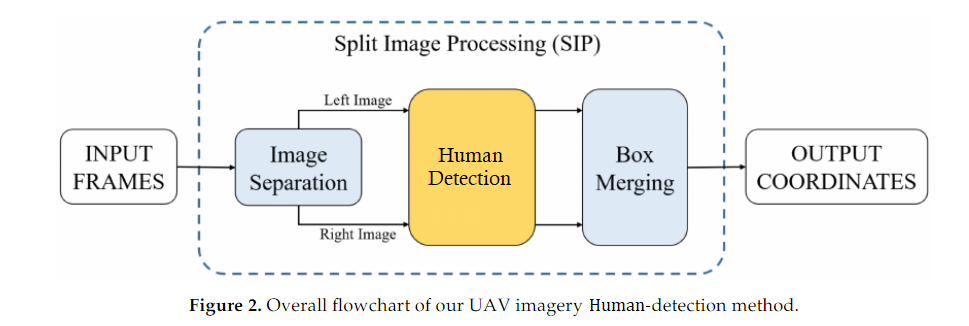 Split Image Processing (SIP)
Left Image
INPUT
FRAMES
Image
Separation
Human
Detection
Box
Merging
OUTPUT
COORDINATES
Right Image
Figure 2. Overall flowchart of our UAV imagery Human-detection method.